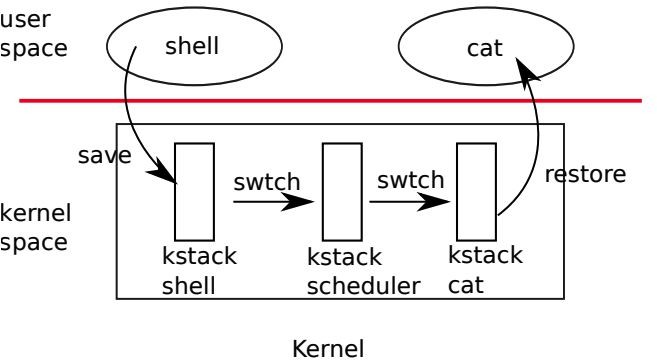 user
space
shell
cat
save
swtch
swtch
restore
kernel
space
kstack
shell
kstack
scheduler
kstack
cat
Kernel